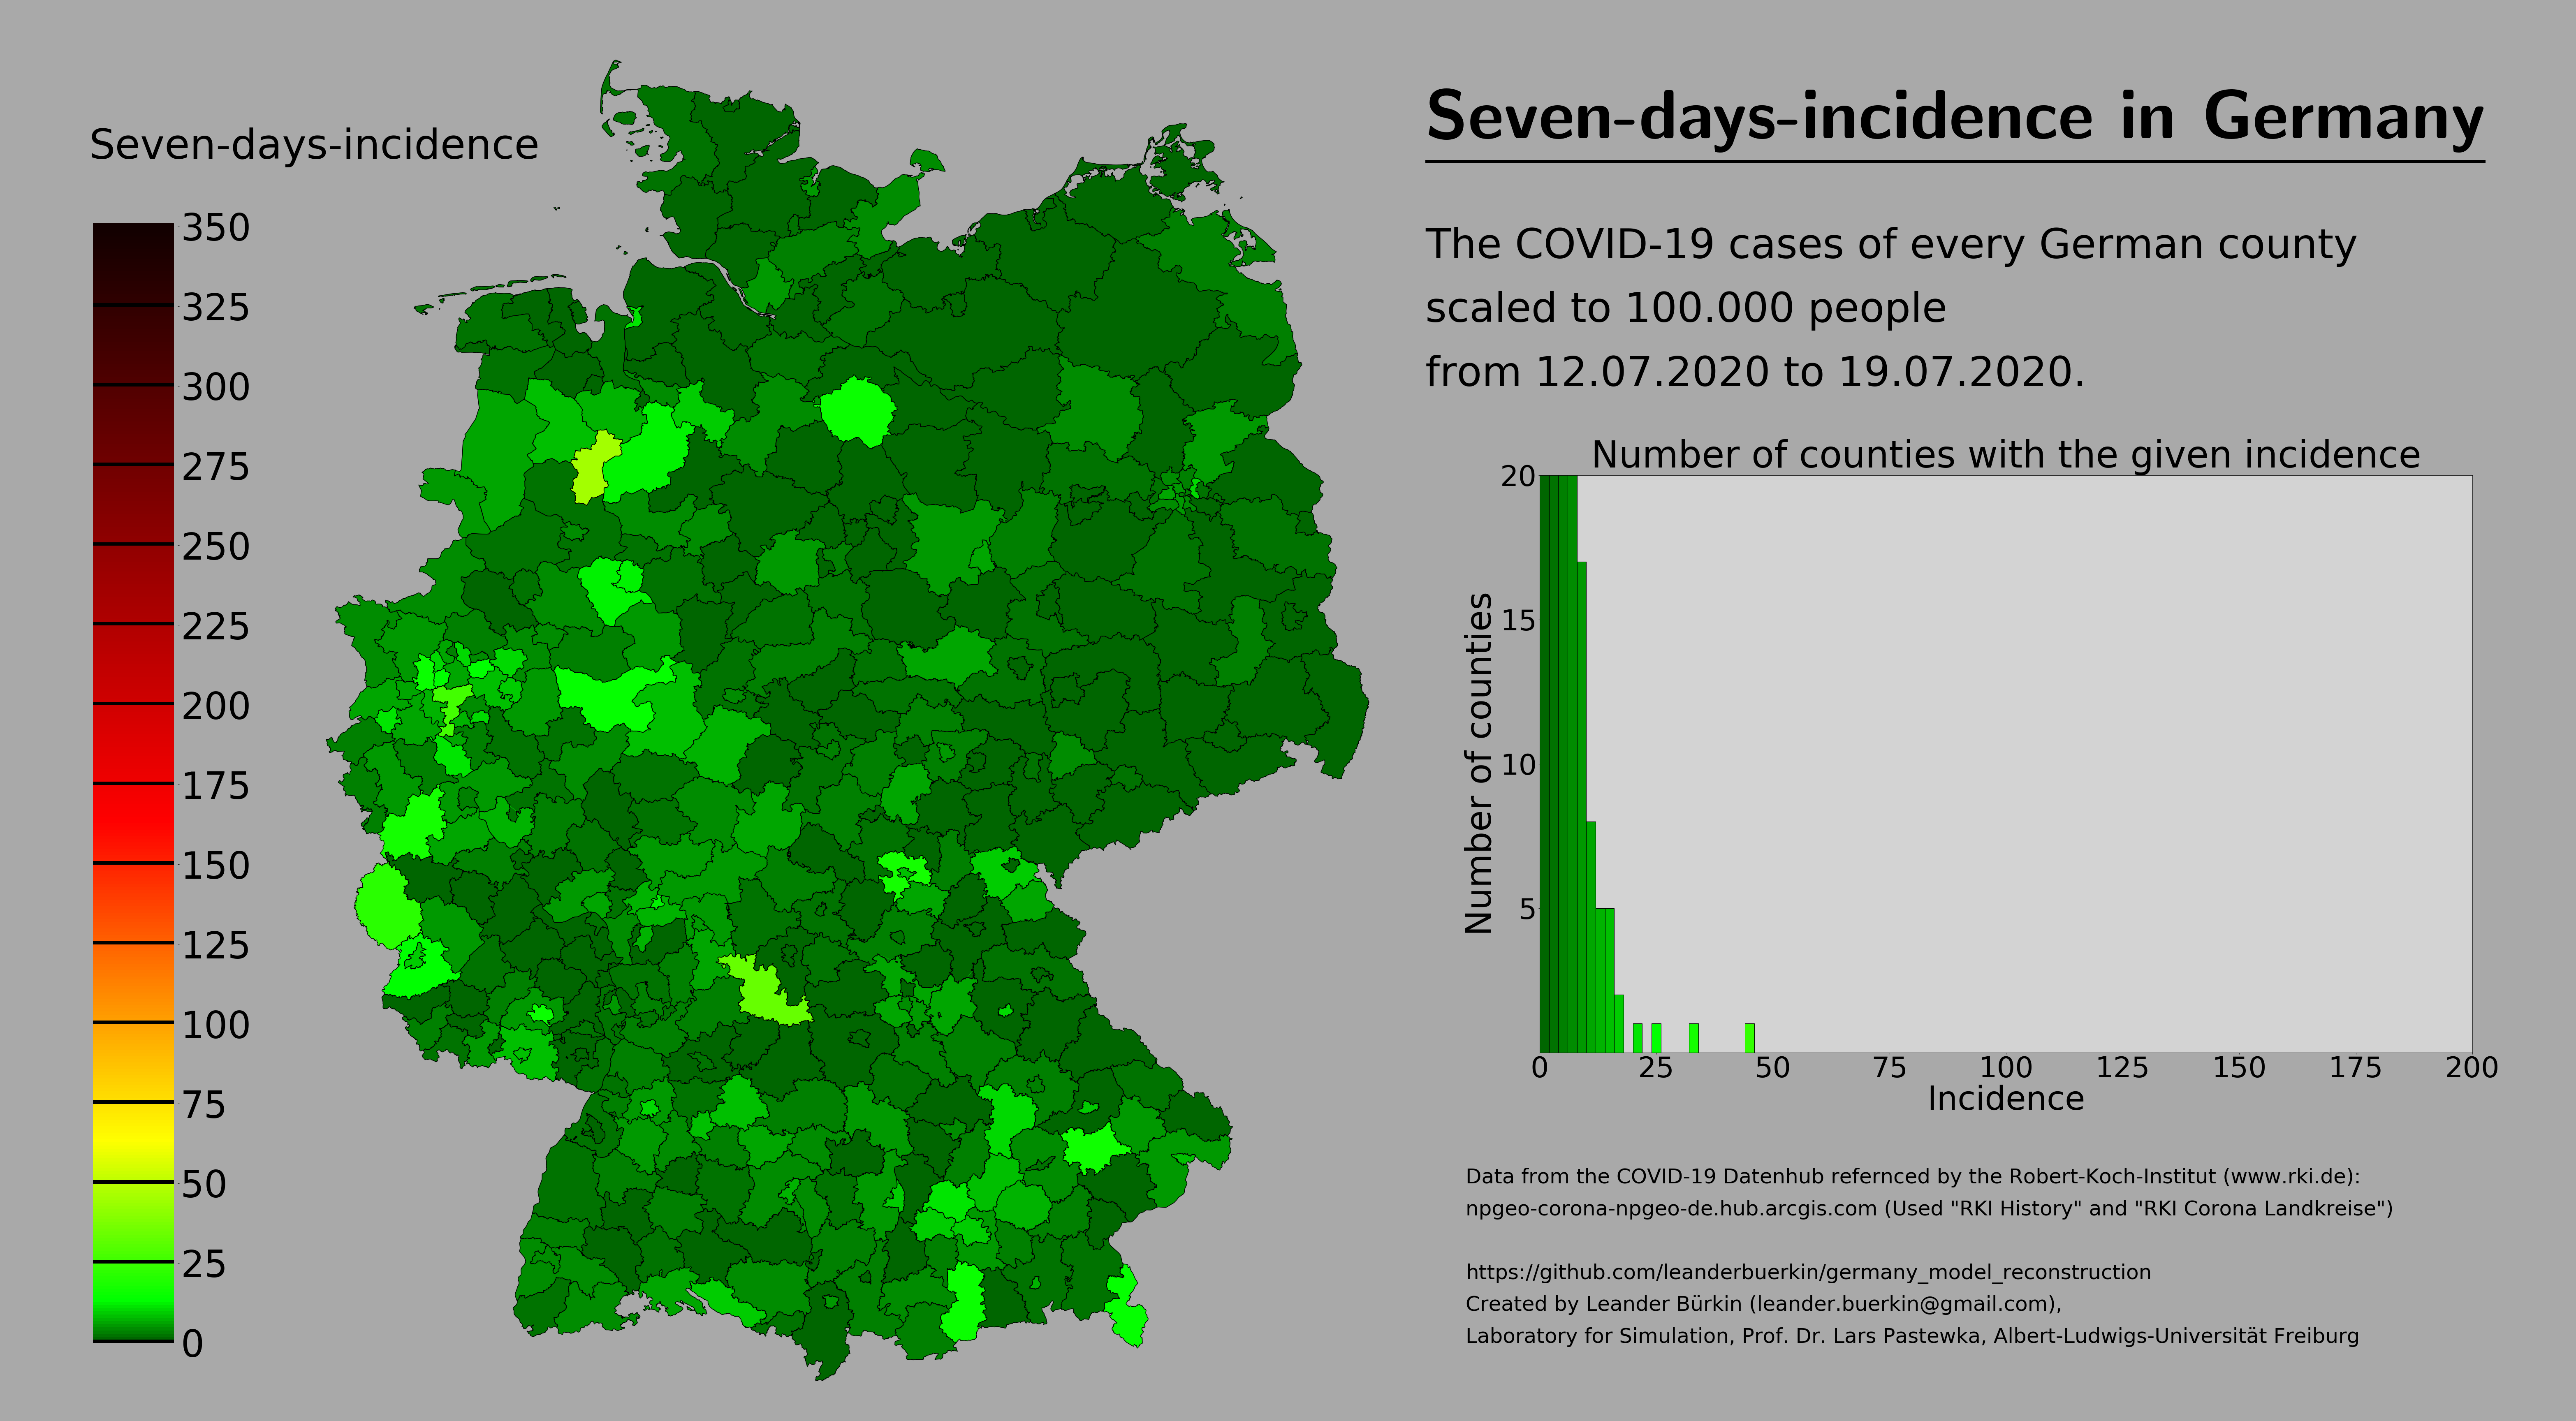 Seven-days-incidence in Germany
Seven-days-incidence
350
325
300
275
250
225
200
175
150
125
100
75
50
25
0
The COVID-19 cases of every German county
scaled to 100.000 people
from 12.07.2020 to 19.07.2020.
Number of counties with the given incidence
20
15
10
5
Number of counties
0 25 50 75 100 125 150 175 200
Incidence
Data from the COVID-19 Datenhub refernced by the Robert-Koch-Institut (www.rki.de):
npgeo-corona-npgeo-de.hub.arcgis.com (Used "RKI History" and "RKI Corona Landkreise")
https://github.com/leanderbuerkin/germany_model_reconstruction
Created by Leander Bürkin (leander.buerkin@gmail.com),
Laboratory for Simulation, Prof. Dr. Lars Pastewka, Albert-Ludwigs-Universität Freiburg